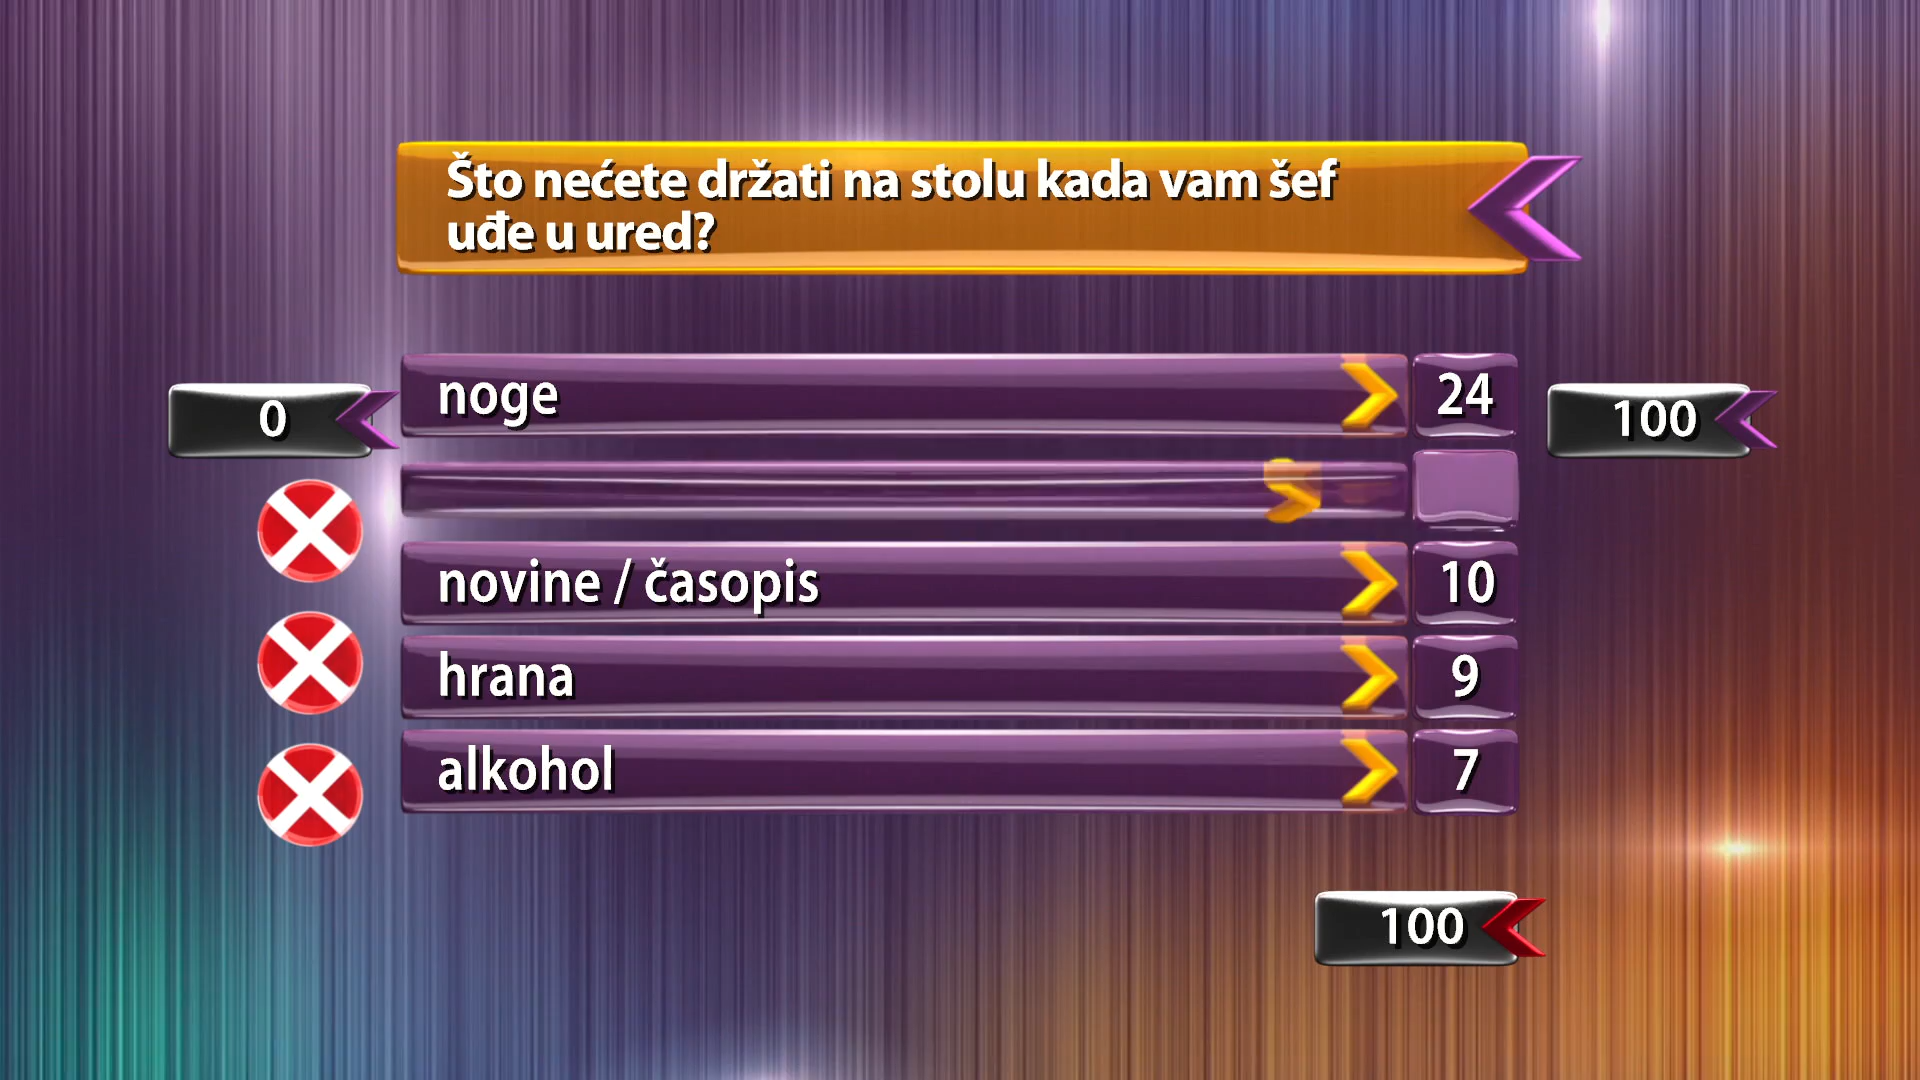 Što nećete držati na stolu kada vam šef
uđe u ured?
noge 24
0
100
novine / časopis 10
hrana 9
alkohol 7
100